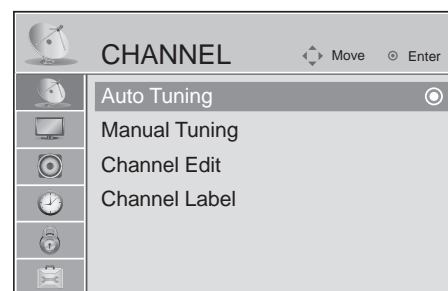 CHANNEL Move Enter
Auto Tuning
Manual Tuning
Channel Edit
Channel Label